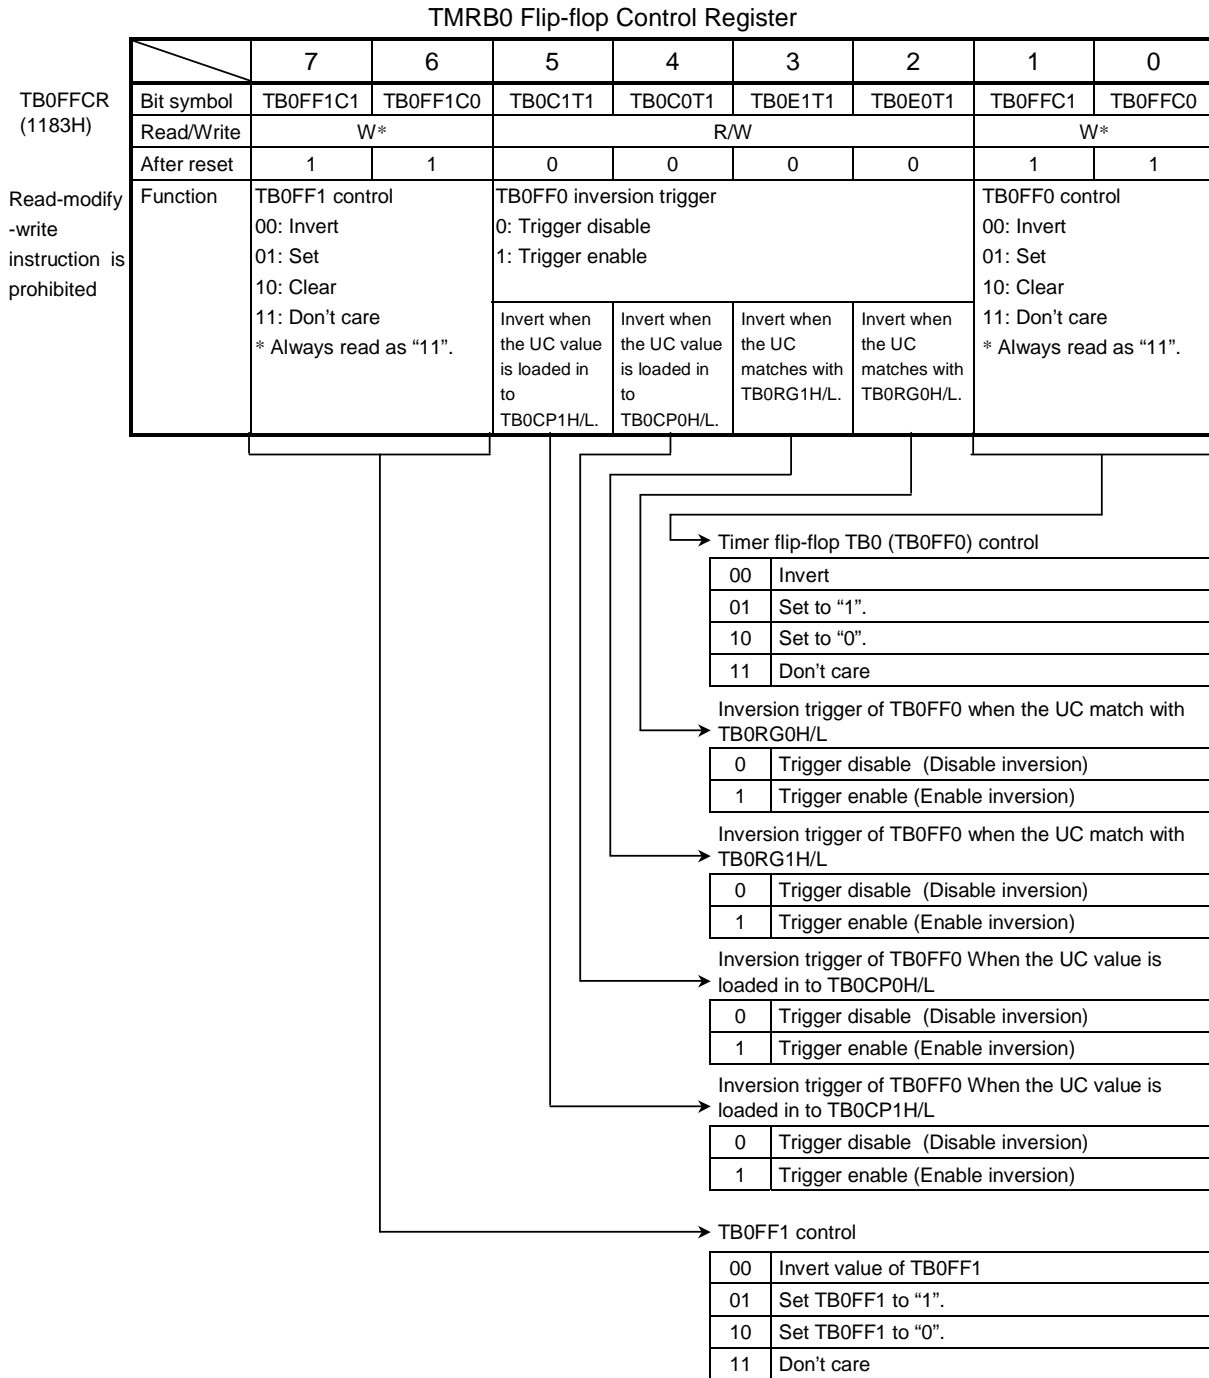 TMRB0 Flip-flop Control Register
7 6 5 4 3 2 1 0
TB0FFCR
(1183H)
Bit symbol TB0FF1C1 TB0FF1C0 TB0C1T1 TB0C0T1 TB0E1T1 TB0E0T1 TB0FFC1 TB0FFC0
Read/Write W* R/W W*
After reset 1 1 0 0 0 0 1 1
Read-modify
-write
instruction is
prohibited
Function
TB0FF1 control
00: Invert
01: Set
10: Clear
11: Don't care
* Always read as “11”.
TB0FF0 inversion trigger
0: Trigger disable
1: Trigger enable
Invert when
the UC value
is loaded in
to
TB0CP1H/L.
Invert when
the UC value
is loaded in
to
TB0CP0H/L.
Invert when
the UC
matches with
TB0RG1H/L.
Invert when
the UC
matches with
TB0RG0H/L.
TB0FF0 control
00: Invert
01: Set
10: Clear
11: Don't care
* Always read as “11”.
Timer flip-flop TB0 (TB0FF0) control
00 Invert
01 Set to “1”.
10 Set to “0”.
11 Don't care
Inversion trigger of TB0FF0 when the UC match with
TB0RG0H/L
0 Trigger disable (Disable inversion)
1 Trigger enable (Enable inversion)
Inversion trigger of TB0FF0 when the UC match with
TB0RG1H/L
0 Trigger disable (Disable inversion)
1 Trigger enable (Enable inversion)
Inversion trigger of TB0FF0 When the UC value is
loaded in to TB0CP0H/L
0 Trigger disable (Disable inversion)
1 Trigger enable (Enable inversion)
Inversion trigger of TB0FF0 When the UC value is
loaded in to TB0CP1H/L
0 Trigger disable (Disable inversion)
1 Trigger enable (Enable inversion)
TB0FF1 control
00 Invert value of TB0FF1
01 Set TB0FF1 to “1”.
10 Set TB0FF1 to “0”.
11 Don't care